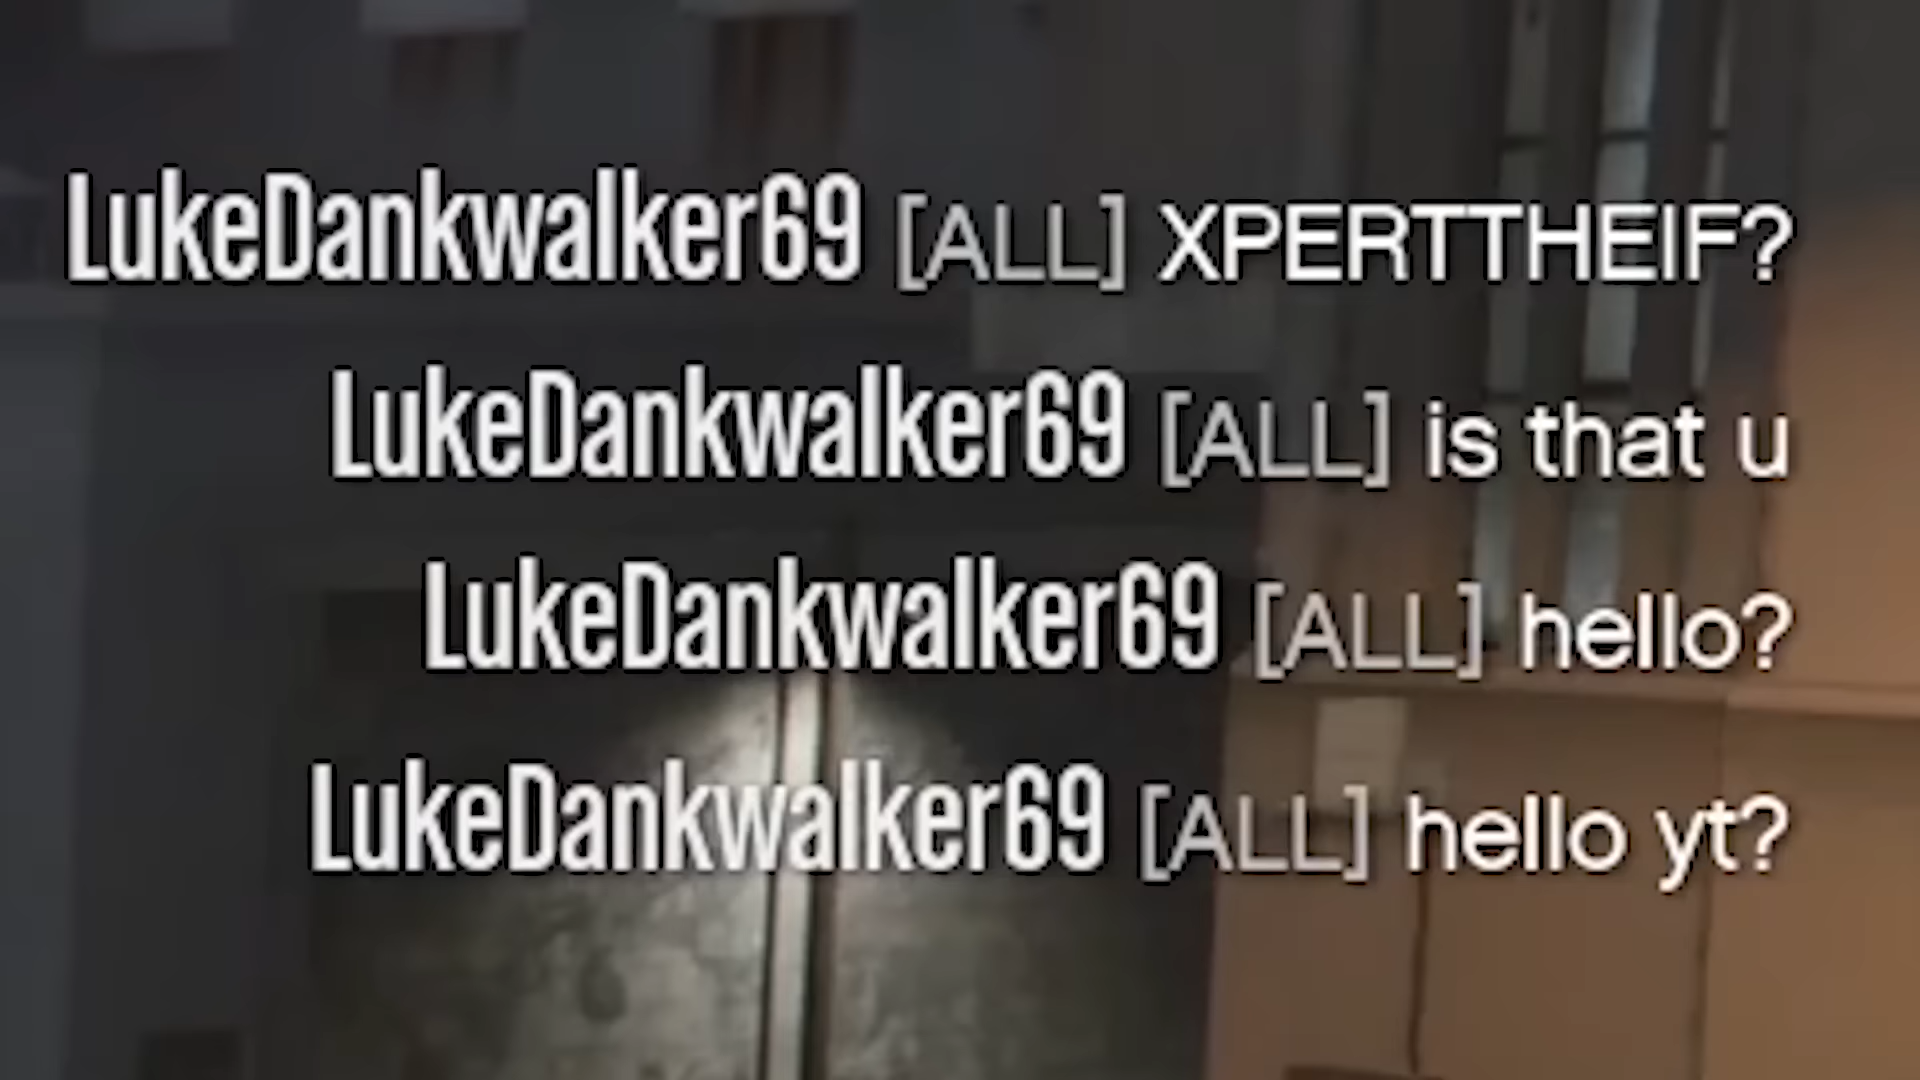 LukeDankwalker69 [ALL] XPERTTHEIF?
LukeDankwalker69 [ALL] is that u
LukeDankwalker69 [ALL] hello?
LukeDankwalker69 [ALL] hello yt?